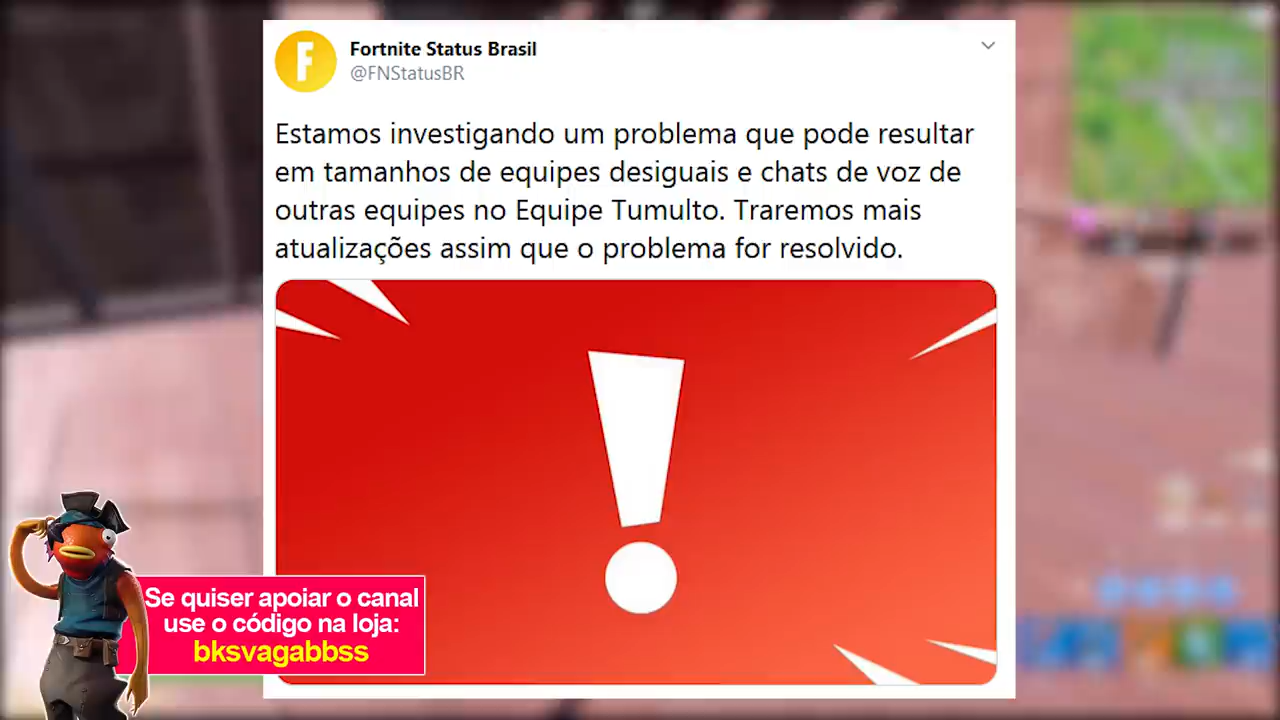 F
Fortnite Status Brasil
@FNStatusBR
Estamos investigando um problema que pode resultar
em tamanhos de equipes desiguais e chats de voz de
outras equipes no Equipe Tumulto. Traremos mais
atualizações assim que o problema for resolvido.
!
Se quiser apoiar o canal
use o código na loja:
bksvagabbss